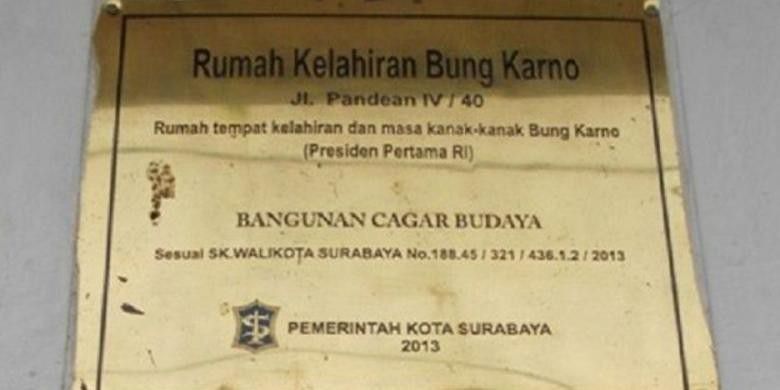 Rumah Kelahiran Bung Karno
Jl. Pandean IV / 40
Rumah tempat kelahiran dan masa kanak-kanak Bung Karno
(Presiden Pertama RI)
BANGUNAN CAGAR BUDAYA
Sesuai SK.WALIKOTA SURABAYA No.188.45 / 321 / 436.1.2 / 2013
PEMERINTAH KOTA SURABAYA
2013